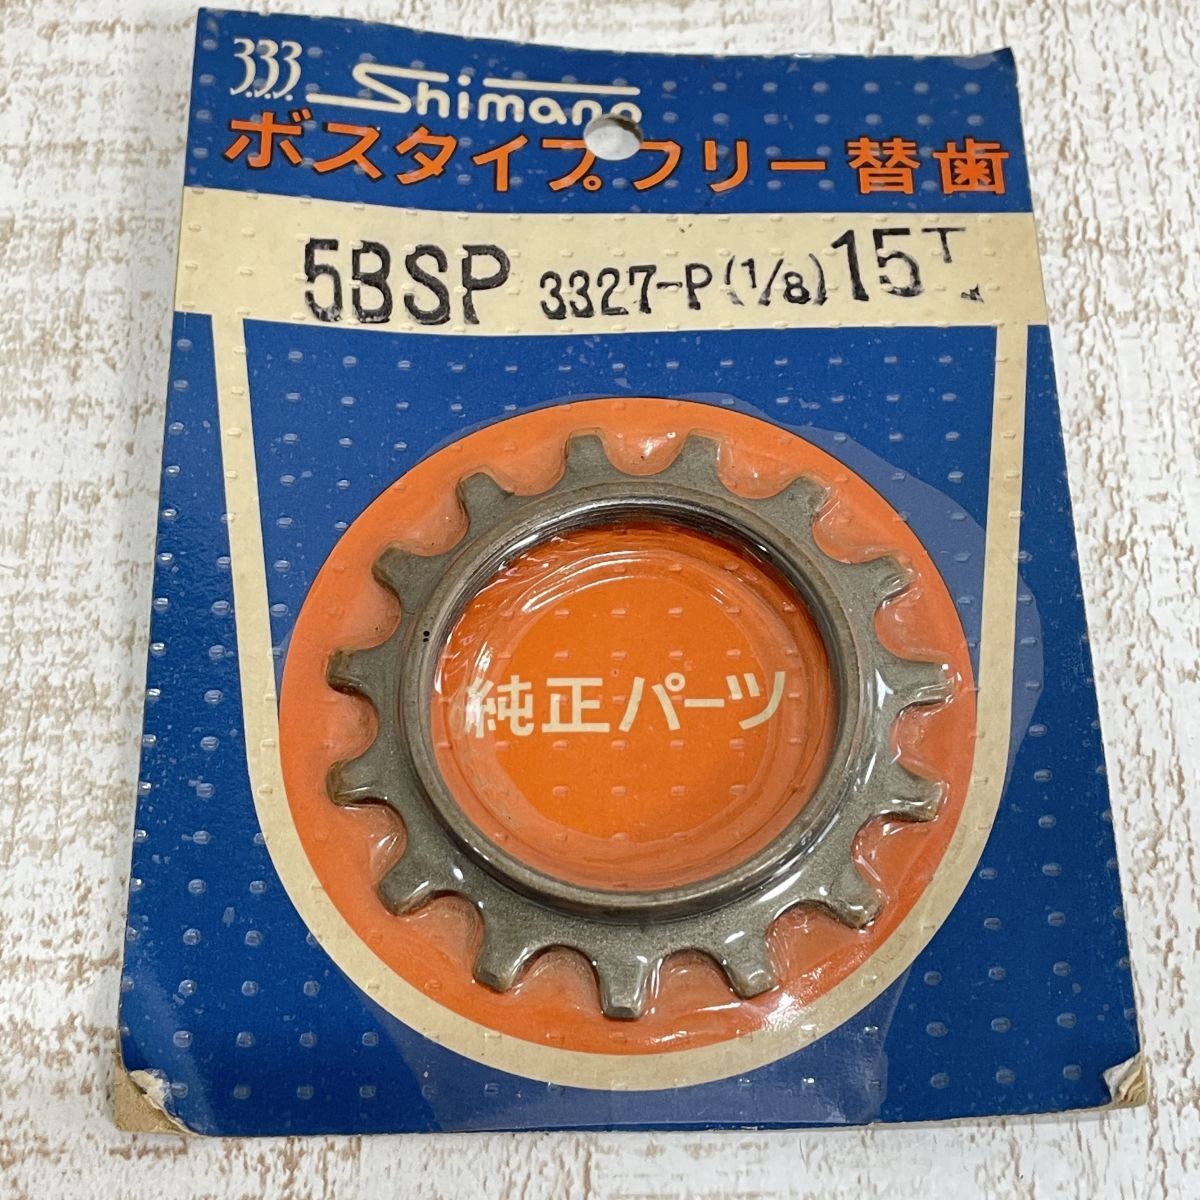 333 Shimano
ボスタイプフリー替歯
5BSP 3327-P(1/8) 15T
純正パーツ